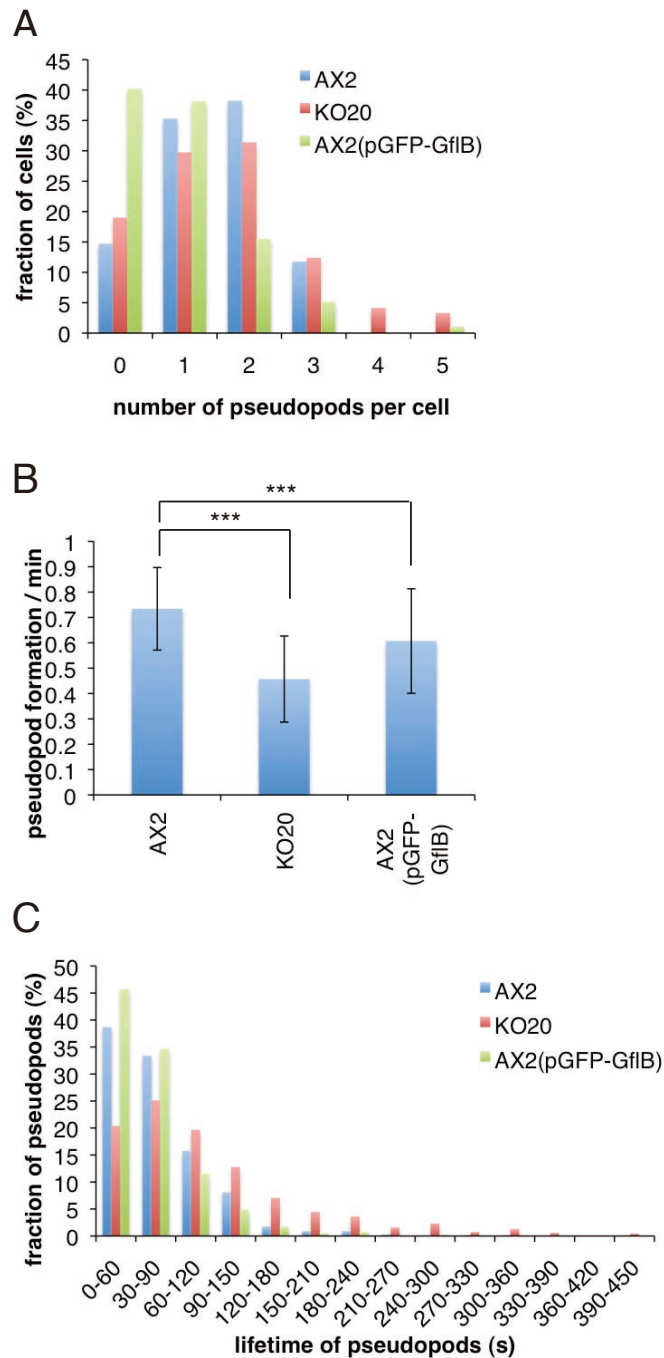 A
45
40
35
30
25
20
15
10
5
0
fraction of cells (%)
AX2
KO20
AX2(pGFP-GflB)
0 1 2 3 4 5
number of pseudopods per cell
B
***
***
1
0.9
0.8
0.7
0.6
0.5
0.4
0.3
0.2
0.1
0
pseudopod formation / min
AX2
KO20
AX2
(pGFP-
GflB)
C
50
45
40
35
30
25
20
15
10
5
0
fraction of pseudopods (%)
AX2
KO20
AX2(pGFP-GflB)
0-60
30-90
60-120
90-150
120-180
150-210
180-240
210-270
240-300
270-330
300-360
330-390
360-420
390-450
lifetime of pseudopods (s)